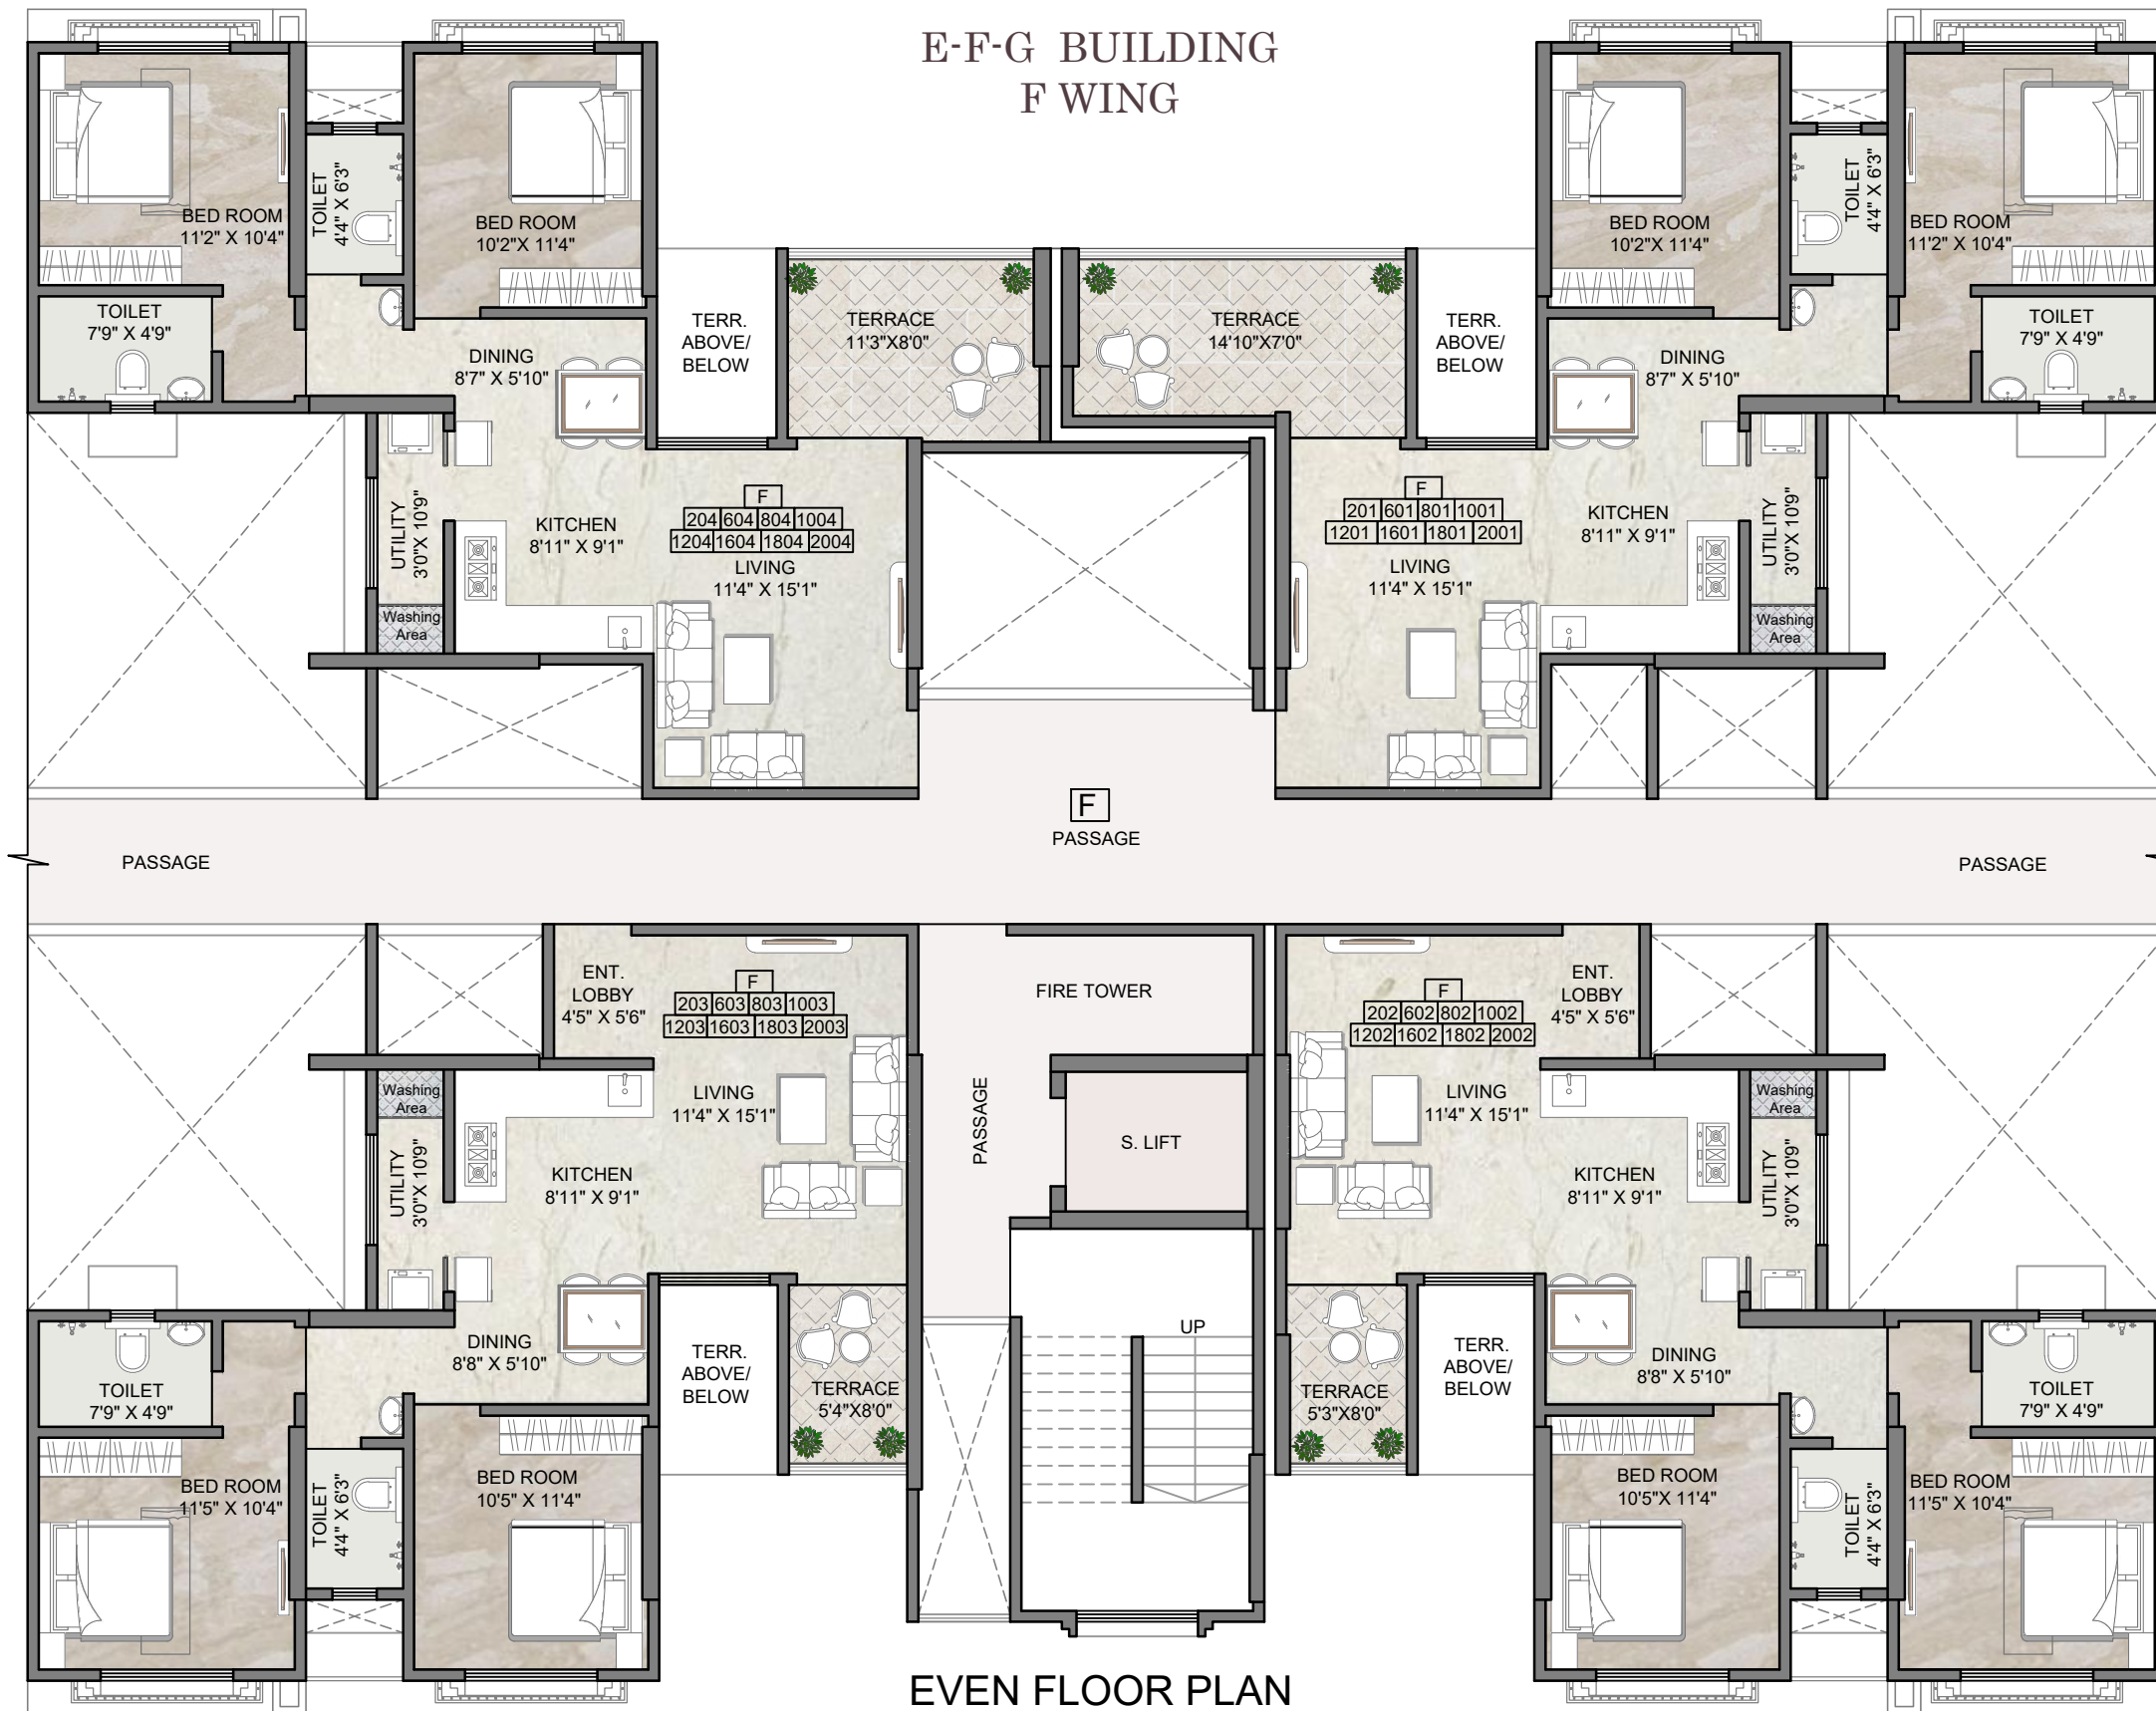 E-F-G BUILDING
F WING
BED ROOM
11'2" X 10'4"
TOILET
4'4" X 6'3"
BED ROOM
10'2"X 11'4"
TOILET
7'9" X 4'9"
DINING
8'7" X 5'10"
TERR.
ABOVE/
BELOW
TERRACE
11'3"X8'0"
UTILITY
3'0"X 10'9"
Washing
Area
KITCHEN
8'11" X 9'1"
F
204 604 804 1004
1204 1604 1804 2004
LIVING
11'4" X 15'1"
TERRACE
14'10"X7'0"
TERR.
ABOVE/
BELOW
BED ROOM
10'2"X 11'4"
TOILET
4'4" X 6'3"
BED ROOM
11'2" X 10'4"
DINING
8'7" X 5'10"
TOILET
7'9" X 4'9"
F
201 601 801 1001
1201 1601 1801 2001
LIVING
11'4" X 15'1"
KITCHEN
8'11" X 9'1"
UTILITY
3'0"X 10'9"
Washing
Area
PASSAGE
F
PASSAGE
PASSAGE
ENT.
LOBBY
4'5" X 5'6"
F
203 603 803 1003
1203 1603 1803 2003
LIVING
11'4" X 15'1"
Washing
Area
UTILITY
3'0"X 10'9"
KITCHEN
8'11" X 9'1"
DINING
8'8" X 5'10"
TOILET
7'9" X 4'9"
BED ROOM
11'5" X 10'4"
TOILET
4'4" X 6'3"
BED ROOM
10'5" X 11'4"
TERR.
ABOVE/
BELOW
TERRACE
5'4"X8'0"
FIRE TOWER
PASSAGE
S. LIFT
UP
F
202 602 802 1002
1202 1602 1802 2002
ENT.
LOBBY
4'5" X 5'6"
LIVING
11'4" X 15'1"
Washing
Area
KITCHEN
8'11" X 9'1"
UTILITY
3'0"X 10'9"
TERRACE
5'3"X8'0"
TERR.
ABOVE/
BELOW
DINING
8'8" X 5'10"
TOILET
7'9" X 4'9"
BED ROOM
10'5"X 11'4"
TOILET
4'4" X 6'3"
BED ROOM
11'5" X 10'4"
EVEN FLOOR PLAN